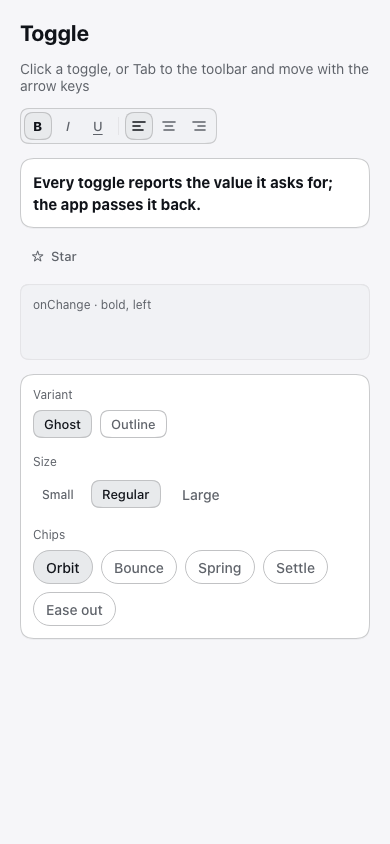 Toggle
Click a toggle, or Tab to the toolbar and move with the
arrow keys
B I U
Every toggle reports the value it asks for;
the app passes it back.
Star
onChange · bold, left
Variant
Ghost Outline
Size
Small Regular Large
Chips
Orbit Bounce Spring Settle
Ease out